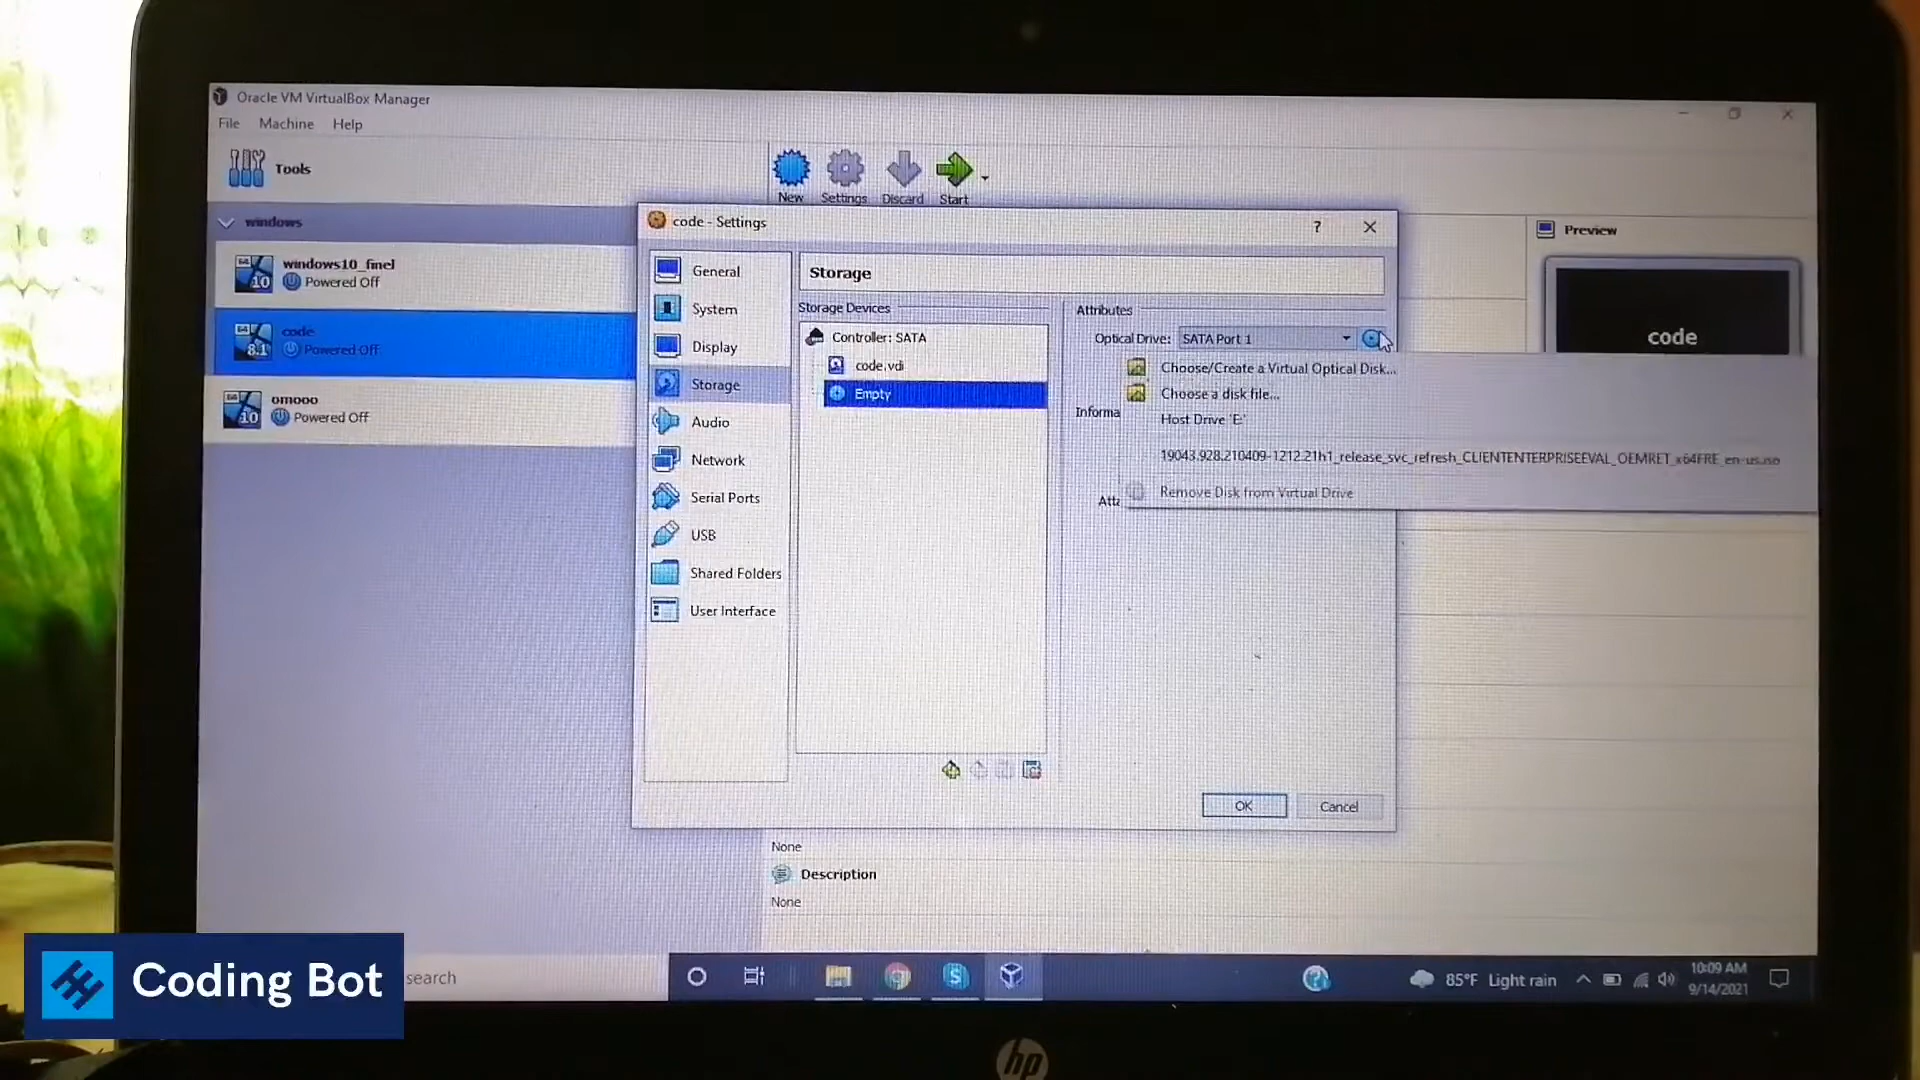 Oracle VM VirtualBox Manager
File Machine Help
Tools
New Settings Discard Start
windows
windows10_finel
Powered Off
code
Powered Off
omooo
Powered Off
code - Settings
General
System
Display
Storage
Audio
Network
Serial Ports
USB
Shared Folders
User Interface
Storage
Storage Devices
Controller: SATA
code.vdi
Empty
Attributes
Optical Drive: SATA Port 1
Choose/Create a Virtual Optical Disk...
Choose a disk file...
Informa
Host Drive 'E:'
19043.928.210409-1212.21h1_release_svc_refresh_CLIENTENTERPRISEEVAL_OEMRET_x64FRE_en-us.iso
Remove Disk from Virtual Drive
Atta
OK Cancel
Preview
code
None
Description
None
Coding Bot
search
85°F Light rain
10:09 AM
9/14/2021
hp